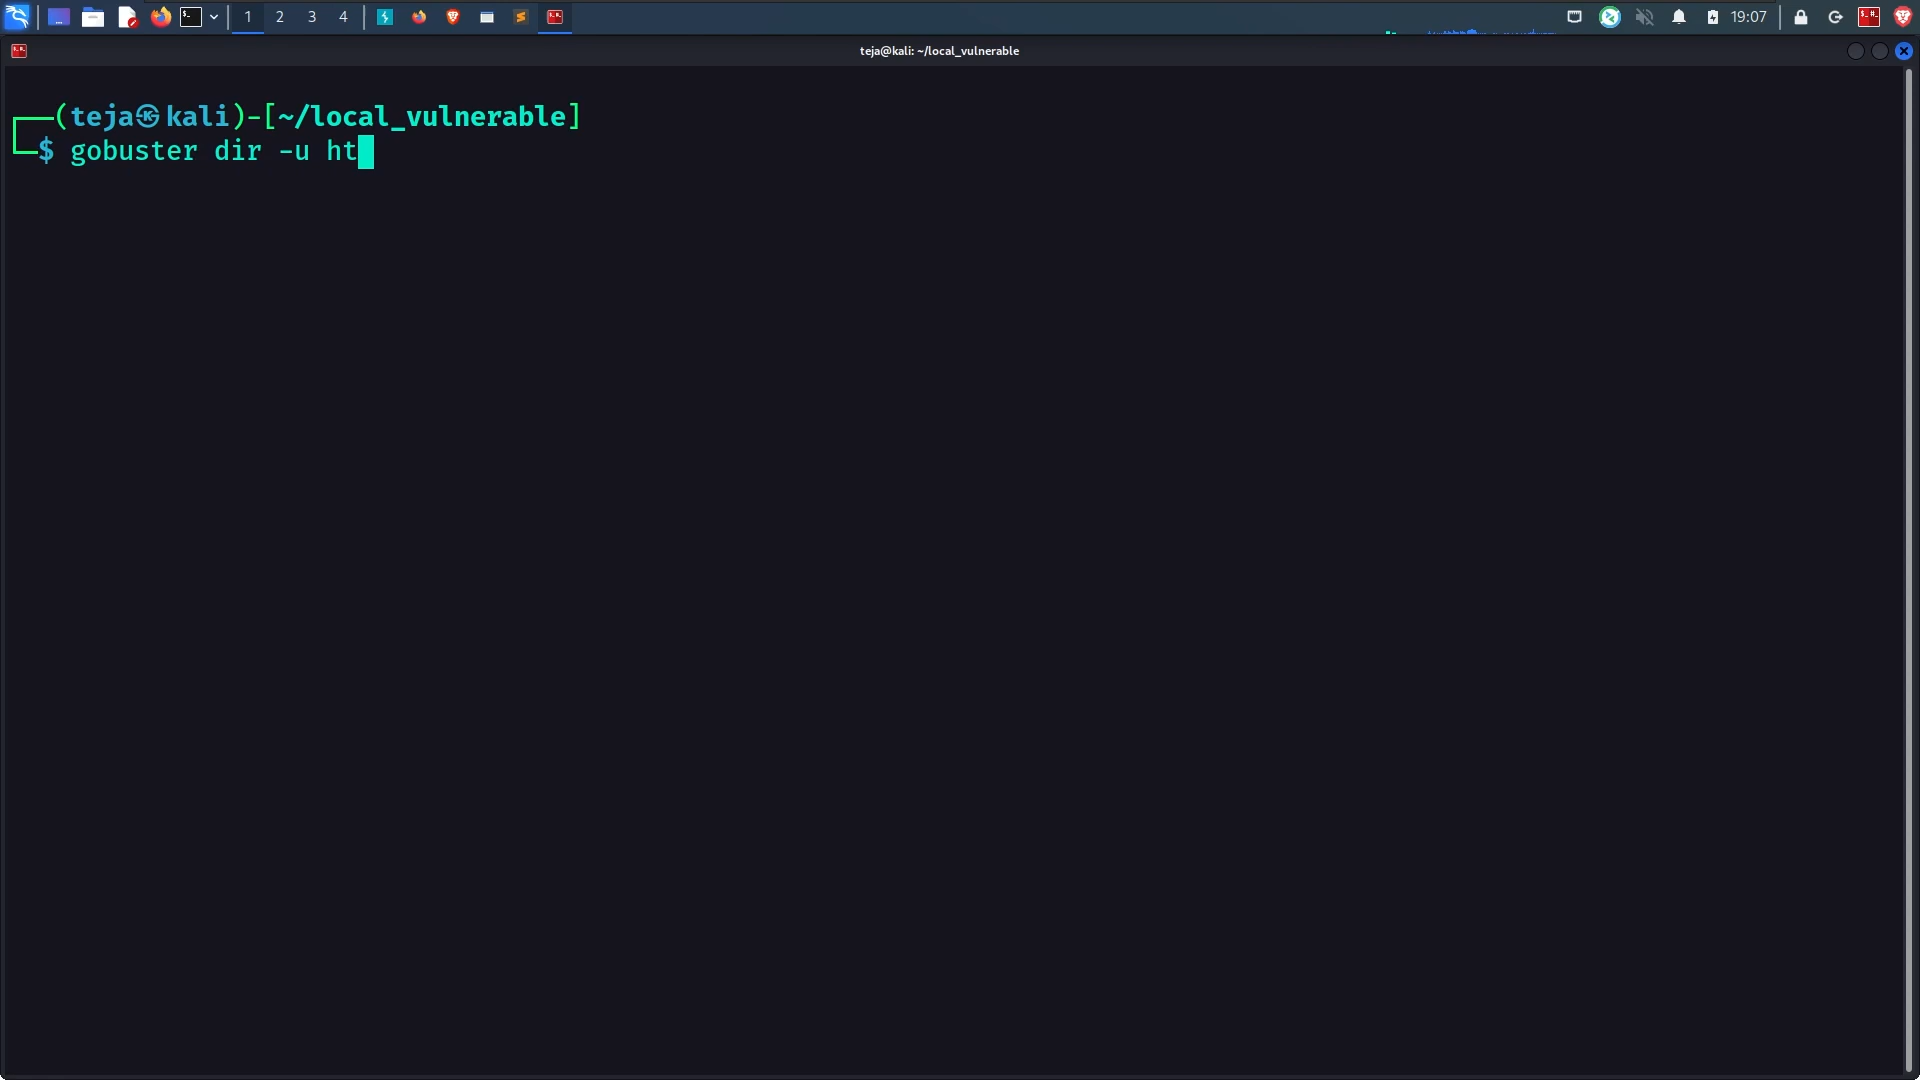 1 2 3 4 19:07
teja@kali: ~/local_vulnerable
(teja㉿kali)-[~/local_vulnerable]
$ gobuster dir -u ht